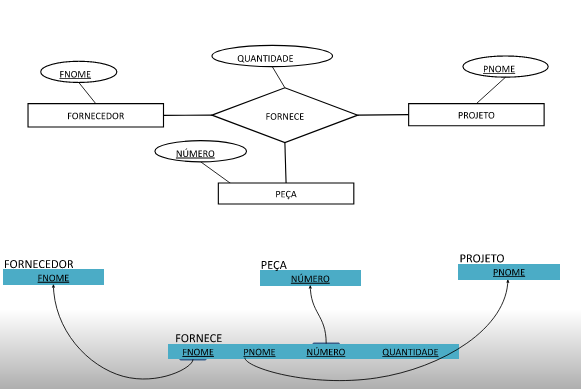 QUANTIDADE
FNOME
PNOME
FORNECEDOR
FORNECE
PROJETO
NÚMERO
PEÇA
FORNECEDOR
FNOME
PEÇA
NÚMERO
PROJETO
PNOME
FORNECE
FNOME PNOME NÚMERO QUANTIDADE